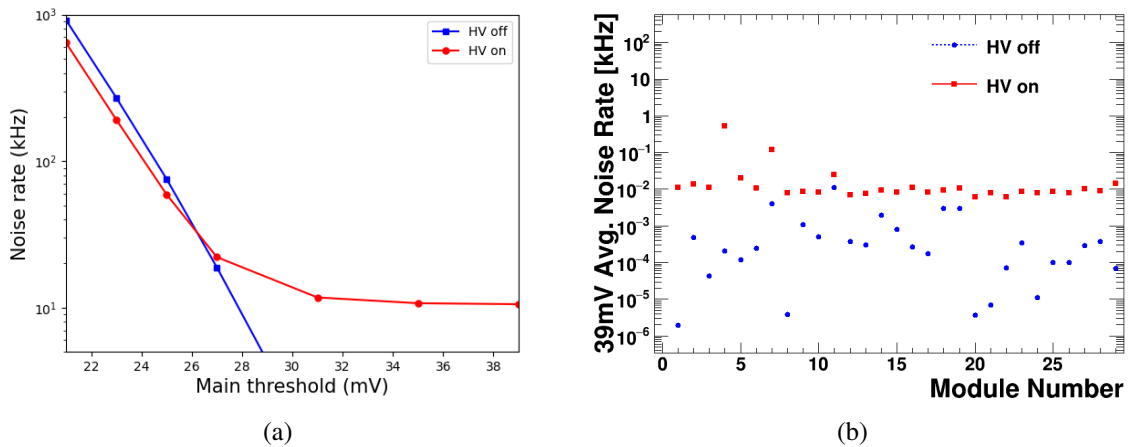 10³
10²
10¹
Noise rate (kHz)
22 24 26 28 30 32 34 36 38
Main threshold (mV)
HV off
HV on
(a)
10²
10
1
10⁻¹
10⁻²
10⁻³
10⁻⁴
10⁻⁵
10⁻⁶
39mV Avg. Noise Rate [kHz]
0 5 10 15 20 25
Module Number
HV off
HV on
(b)